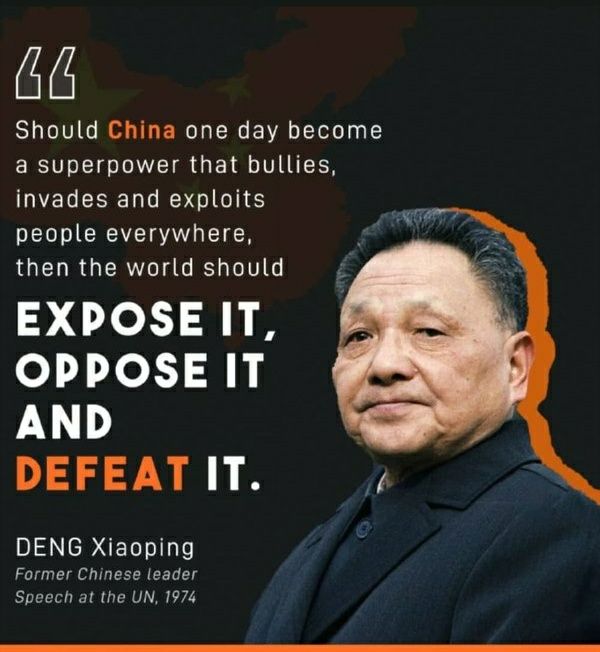 Should China one day become
a superpower that bullies,
invades and exploits
people everywhere,
then the world should
EXPOSE IT,
OPPOSE IT
AND
DEFEAT IT.
DENG Xiaoping
Former Chinese leader
Speech at the UN, 1974